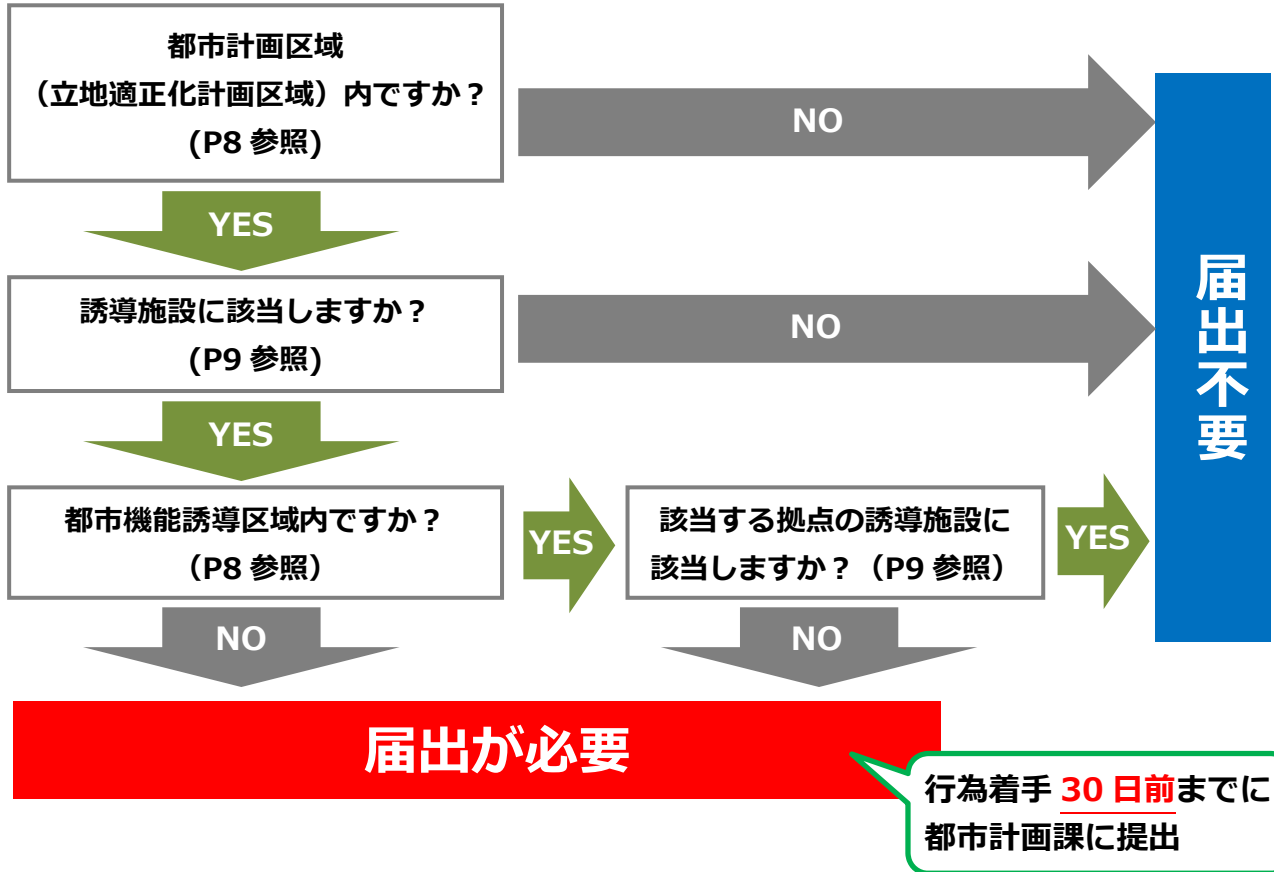 都市計画区域
（立地適正化計画区域）内ですか？
(P8 参照)
NO
YES
誘導施設に該当しますか？
(P9 参照)
NO
YES
都市機能誘導区域内ですか？
（P8 参照）
YES
該当する拠点の誘導施設に
該当しますか？（P9 参照）
YES
届出不要
NO
NO
届出が必要
行為着手 30 日前までに
都市計画課に提出